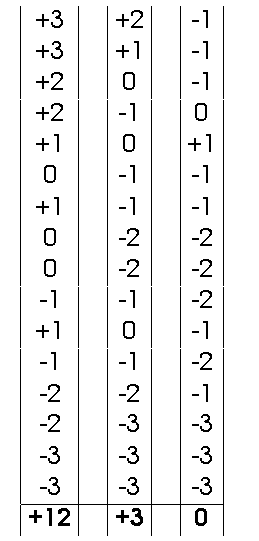 +3 +2 -1
+3 +1 -1
+2 0 -1
+2 -1 0
+1 0 +1
0 -1 -1
+1 -1 -1
0 -2 -2
0 -2 -2
-1 -1 -2
+1 0 -1
-1 -1 -2
-2 -2 -1
-2 -3 -3
-3 -3 -3
-3 -3 -3
+12 +3 0